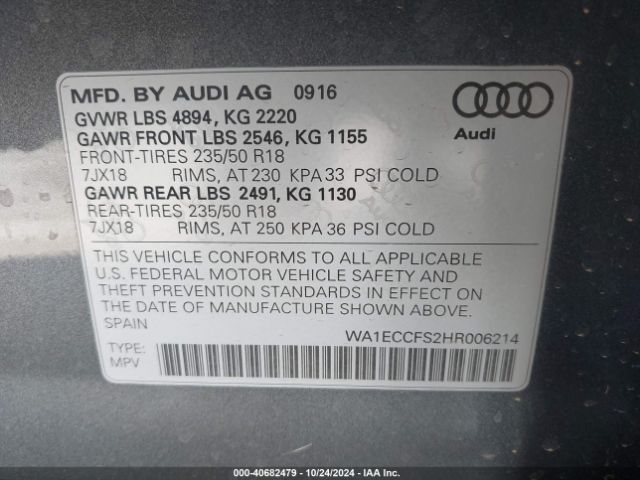 MFD. BY AUDI AG 0916
GVWR LBS 4894, KG 2220
GAWR FRONT LBS 2546, KG 1155
FRONT-TIRES 235/50 R18
7JX18 RIMS, AT 230 KPA 33 PSI COLD
GAWR REAR LBS 2491, KG 1130
REAR-TIRES 235/50 R18
7JX18 RIMS, AT 250 KPA 36 PSI COLD
Audi
THIS VEHICLE CONFORMS TO ALL APPLICABLE
U.S. FEDERAL MOTOR VEHICLE SAFETY AND
THEFT PREVENTION STANDARDS IN EFFECT ON
THE DATE OF MANUFACTURE SHOWN ABOVE.
SPAIN
WA1ECCFS2HR006214
TYPE:
MPV
000-40682479 - 10/24/2024 - IAA Inc.